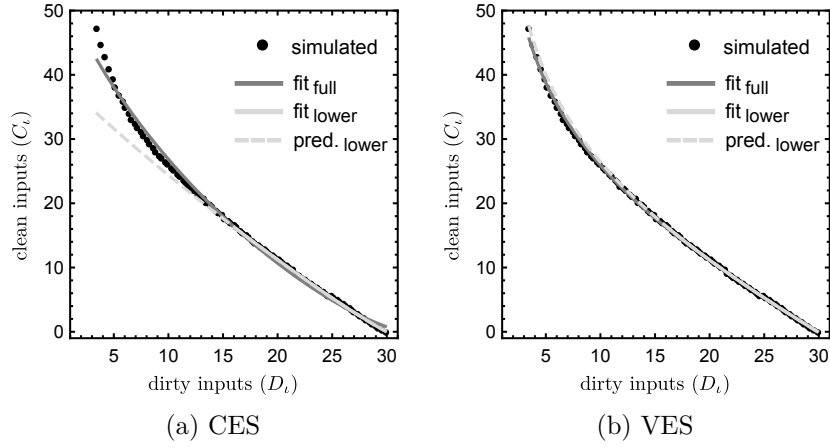 50
40
30
20
10
0
clean inputs (C_ι)
simulated
fit full
fit lower
pred. lower
5 10 15 20 25 30
dirty inputs (D_ι)
(a) CES
50
40
30
20
10
0
clean inputs (C_ι)
simulated
fit full
fit lower
pred. lower
5 10 15 20 25 30
dirty inputs (D_ι)
(b) VES